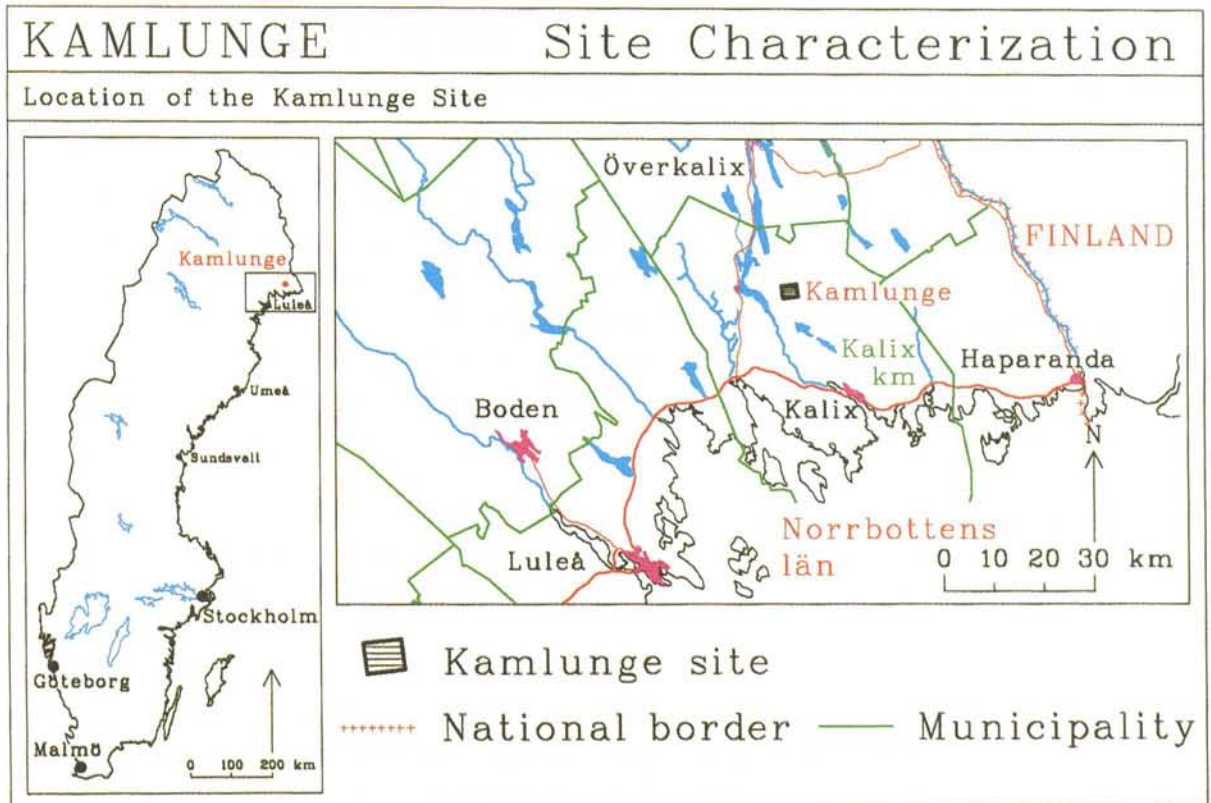 KAMLUNGE Site Characterization
Location of the Kamlunge Site
Kamlunge
Luleå
Umeå
Sundsvall
Stockholm
Göteborg
Malmö
0 100 200 km
Överkalix
FINLAND
Kamlunge
Kalix
km
Haparanda
Boden
Kalix
N
Norrbottens
län
Luleå
0 10 20 30 km
Kamlunge site
National border
Municipality